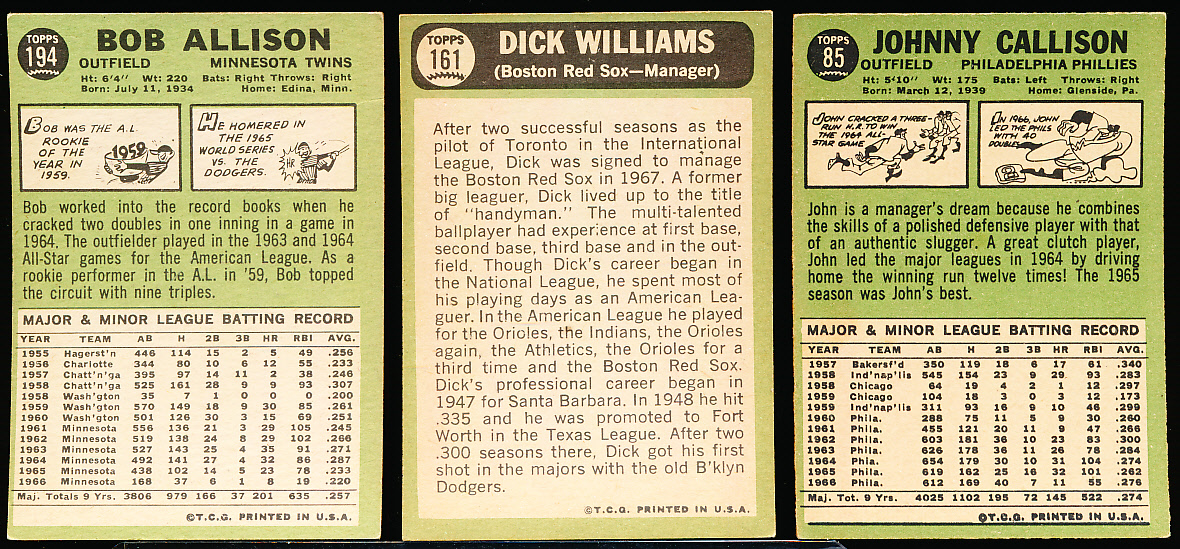 TOPPS
194
BOB ALLISON
OUTFIELD MINNESOTA TWINS
Ht: 6'4" Wt: 220 Bats: Right Throws: Right
Born: July 11, 1934 Home: Edina, Minn.
BOB WAS THE A.L.
ROOKIE
OF THE
YEAR IN
1959.
1959
HE HOMERED IN
THE 1965
WORLD SERIES
VS. THE
DODGERS.
HR
Bob worked into the record books when he
cracked two doubles in one inning in a game in
1964. The outfielder played in the 1963 and 1964
All-Star games for the American League. As a
rookie performer in the A.L. in '59, Bob topped
the circuit with nine triples.
MAJOR & MINOR LEAGUE BATTING RECORD
YEAR TEAM AB H 2B 3B HR RBI AVG.
1955 Hagerst'n 446 114 15 2 5 49 .256
1956 Charlotte 344 80 10 6 12 55 .233
1957 Chatt'n'ga 395 97 14 11 2 38 .246
1958 Chatt'n'ga 525 161 28 9 9 93 .307
1958 Wash'gton 35 7 1 0 0 0 .200
1959 Wash'gton 570 149 18 9 30 85 .261
1960 Wash'gton 501 126 30 3 15 69 .251
1961 Minnesota 556 136 21 3 29 105 .245
1962 Minnesota 519 138 24 8 29 102 .266
1963 Minnesota 527 143 25 4 35 91 .271
1964 Minnesota 492 141 27 4 32 86 .287
1965 Minnesota 438 102 14 5 23 78 .233
1966 Minnesota 168 37 6 1 8 19 .220
Maj. Totals 9 Yrs. 3806 979 166 37 201 635 .257
©T.C.G. PRINTED IN U.S.A.
TOPPS
161
DICK WILLIAMS
(Boston Red Sox—Manager)
After two successful seasons as the
pilot of Toronto in the International
League, Dick was signed to manage
the Boston Red Sox in 1967. A former
big leaguer, Dick lived up to the title
of "handyman." The multi-talented
ballplayer had experience at first base,
second base, third base and in the out-
field. Though Dick's career began in
the National League, he spent most of
his playing days as an American Lea-
guer. In the American League he played
for the Orioles, the Indians, the Orioles
again, the Athletics, the Orioles for a
third time and the Boston Red Sox.
Dick's professional career began in
1947 for Santa Barbara. In 1948 he hit
.335 and he was promoted to Fort
Worth in the Texas League. After two
.300 seasons there, Dick got his first
shot in the majors with the old B'klyn
Dodgers.
©T.C.G. PRINTED IN U.S.A.
TOPPS
85
JOHNNY CALLISON
OUTFIELD PHILADELPHIA PHILLIES
Ht: 5'10" Wt: 175 Bats: Left Throws: Right
Born: March 12, 1939 Home: Glenside, Pa.
JOHN CRACKED A THREE-
RUN H.R. TO WIN
THE 1964 ALL-
STAR GAME
IN 1966, JOHN
LED THE PHILS
WITH 40
DOUBLES
John is a manager's dream because he combines
the skills of a polished defensive player with that
of an authentic slugger. A great clutch player,
John led the major leagues in 1964 by driving
home the winning run twelve times! The 1965
season was John's best.
MAJOR & MINOR LEAGUE BATTING RECORD
YEAR TEAM AB H 2B 3B HR RBI AVG.
1957 Bakersf'd 350 119 18 6 17 61 .340
1958 Ind'nap'lis 545 154 23 9 29 93 .283
1958 Chicago 64 19 4 2 1 12 .297
1959 Chicago 104 18 3 0 3 12 .173
1959 Ind'nap'lis 311 93 16 9 10 46 .299
1960 Phila. 288 75 11 5 9 30 .260
1961 Phila. 455 121 20 11 9 47 .266
1962 Phila. 603 181 36 10 23 83 .300
1963 Phila. 626 178 36 11 26 78 .284
1964 Phila. 654 179 30 10 31 104 .274
1965 Phila. 619 162 25 16 32 101 .262
1966 Phila. 612 169 40 7 11 55 .276
Maj. Tot. 9 Yrs. 4025 1102 195 72 145 522 .274
©T.C.G. PRINTED IN U.S.A.